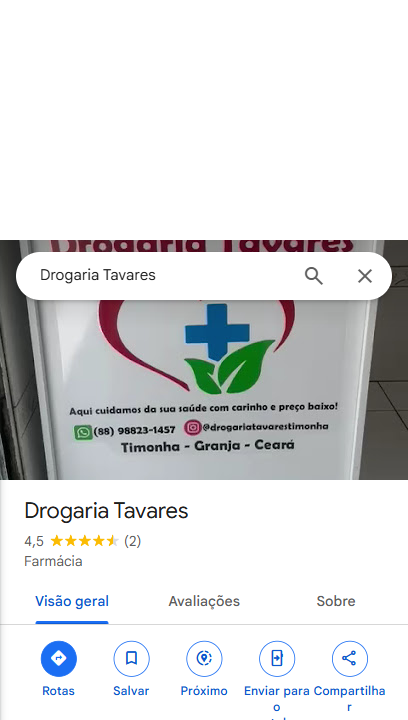 Drogaria Tavares
Drogaria Tavares
Aqui cuidamos da sua saúde com carinho e preço baixo!
(88) 98823-1457 @drogariatavarestimonha
Timonha - Granja - Ceará
Drogaria Tavares
4,5 (2)
Farmácia
Visão geral Avaliações Sobre
Rotas Salvar Próximo Enviar para o Compartilhar